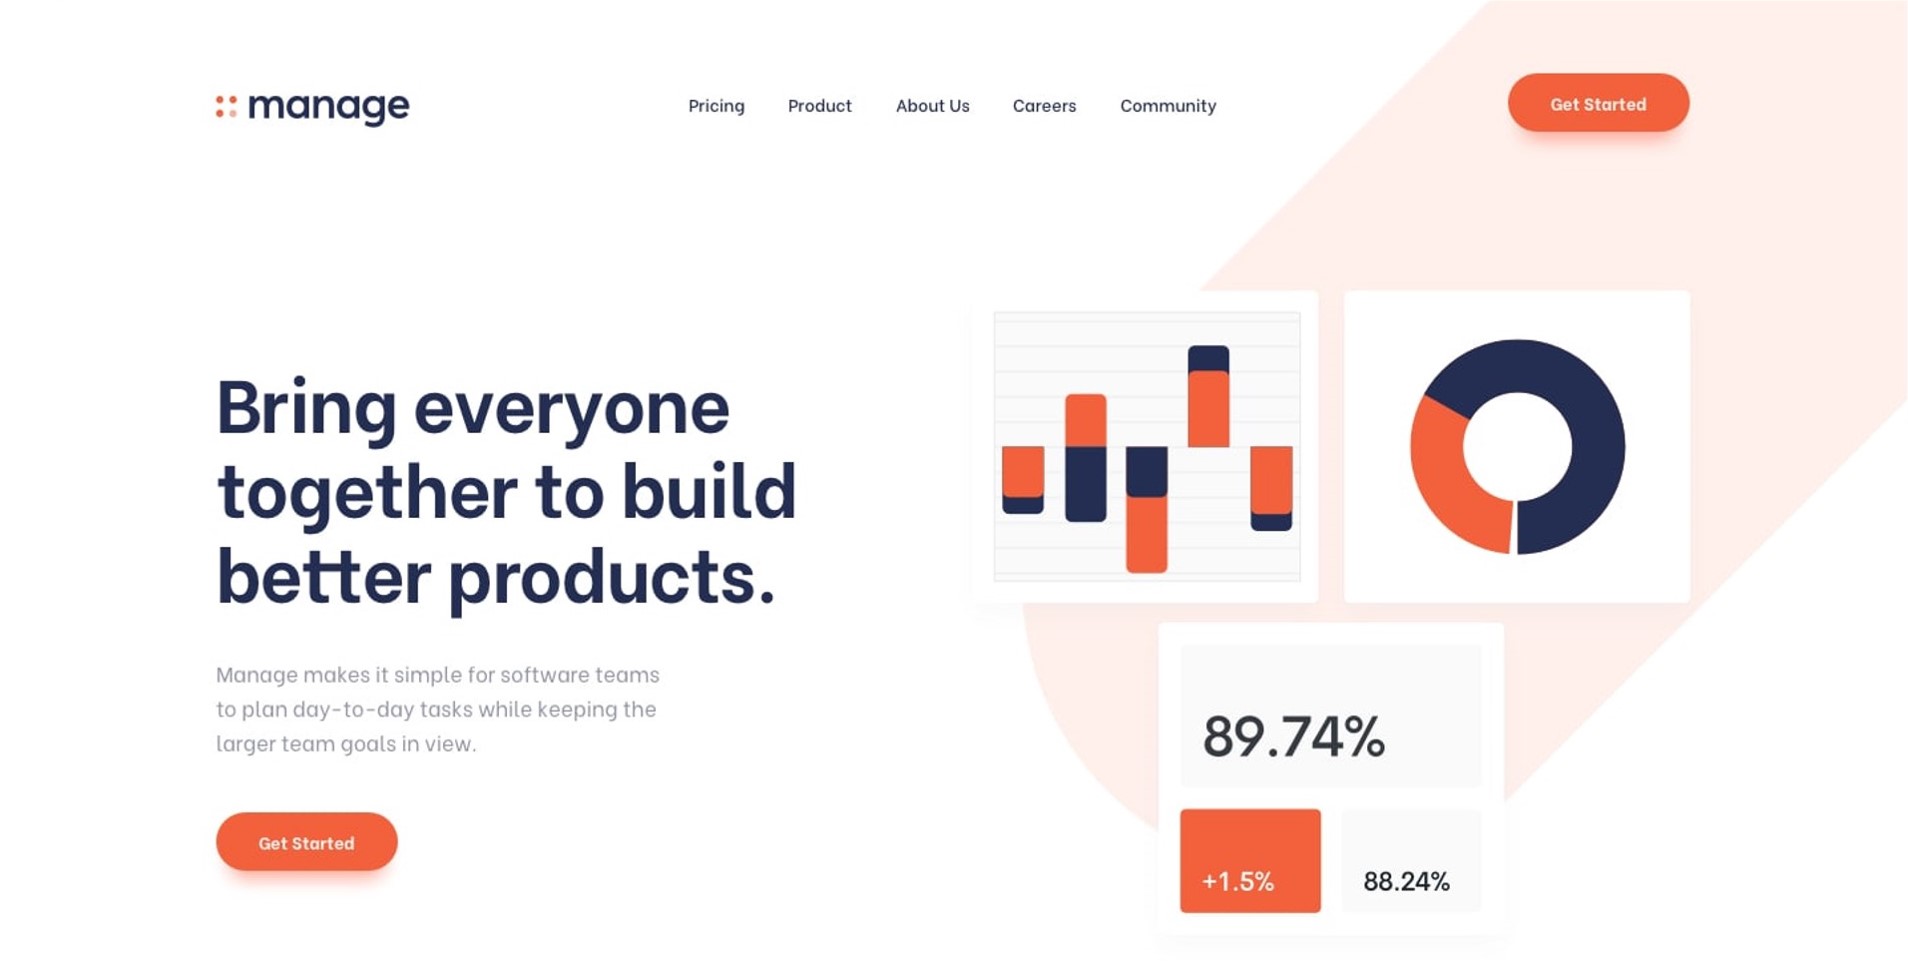 manage
Pricing Product About Us Careers Community
Get Started
Bring everyone
together to build
better products.
Manage makes it simple for software teams
to plan day-to-day tasks while keeping the
larger team goals in view.
Get Started
89.74%
+1.5%
88.24%